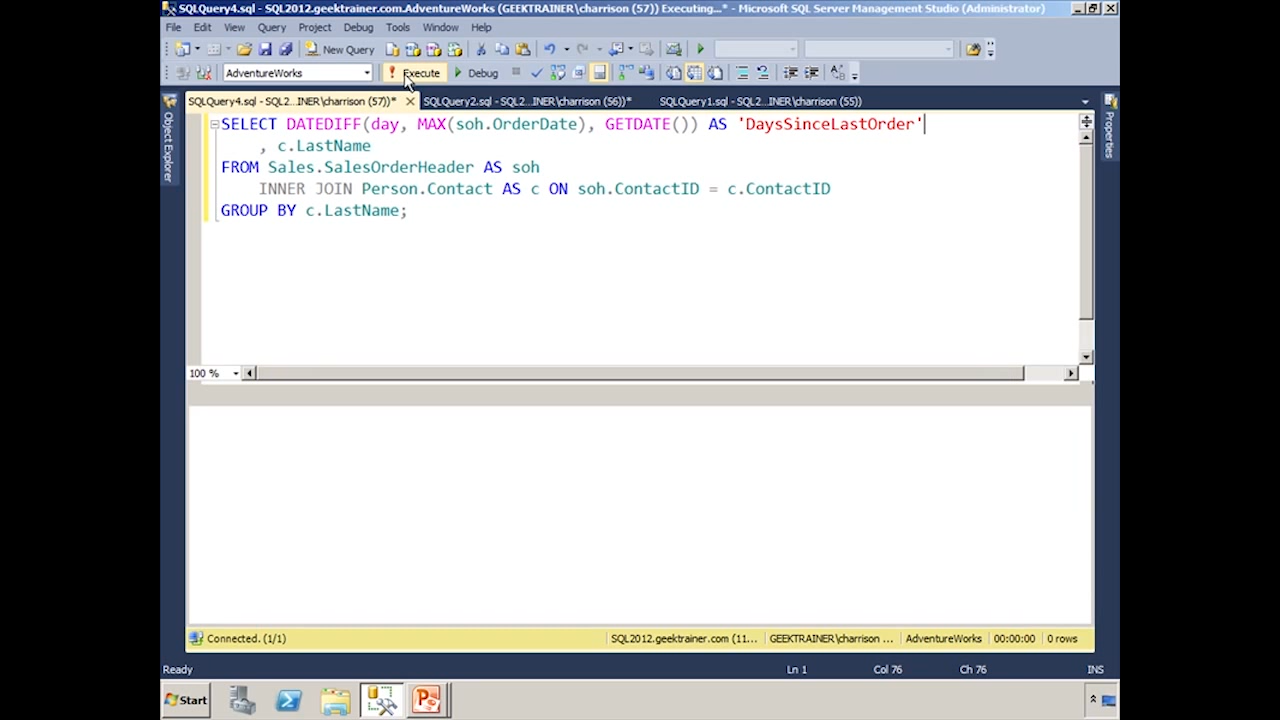 SQLQuery4.sql - SQL2012.geektrainer.com.AdventureWorks (GEEKTRAINER\charrison (57)) Executing...* - Microsoft SQL Server Management Studio (Administrator)
File Edit View Query Project Debug Tools Window Help
New Query
AdventureWorks Execute Debug
SQLQuery4.sql - SQL2...INER\charrison (57))* SQLQuery2.sql - SQL2...INER\charrison (56))* SQLQuery1.sql - SQL2...INER\charrison (55))
Object Explorer
Properties
SELECT DATEDIFF(day, MAX(soh.OrderDate), GETDATE()) AS 'DaysSinceLastOrder'
, c.LastName
FROM Sales.SalesOrderHeader AS soh
INNER JOIN Person.Contact AS c ON soh.ContactID = c.ContactID
GROUP BY c.LastName;
100 %
Connected. (1/1) SQL2012.geektrainer.com (11... GEEKTRAINER\charrison ... AdventureWorks 00:00:00 0 rows
Ready Ln 1 Col 76 Ch 76 INS
Start